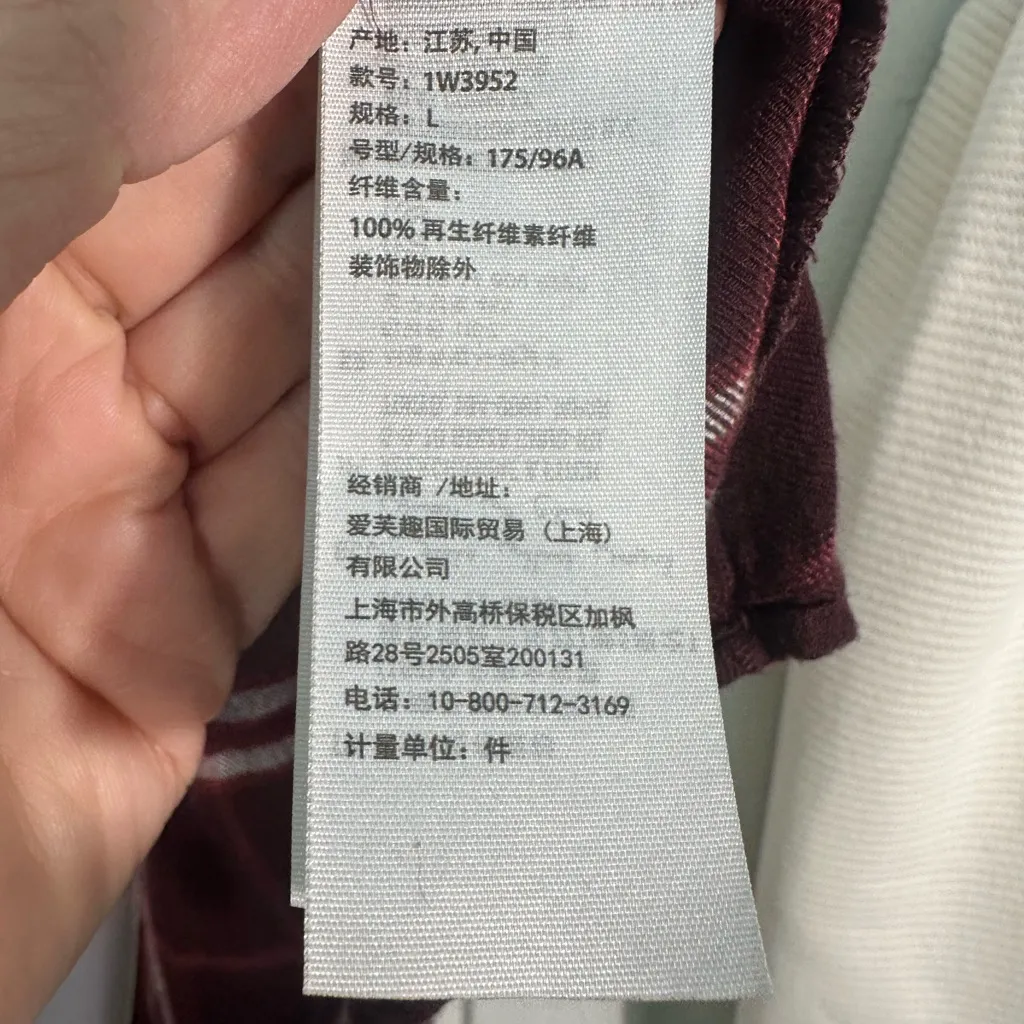 产地：江苏, 中国
款号：1W3952
规格：L
号型/规格：175/96A
纤维含量：
100% 再生纤维素纤维
装饰物除外
经销商 /地址：
爱芙趣国际贸易（上海）
有限公司
上海市外高桥保税区加枫
路28号2505室200131
电话：10-800-712-3169
计量单位：件